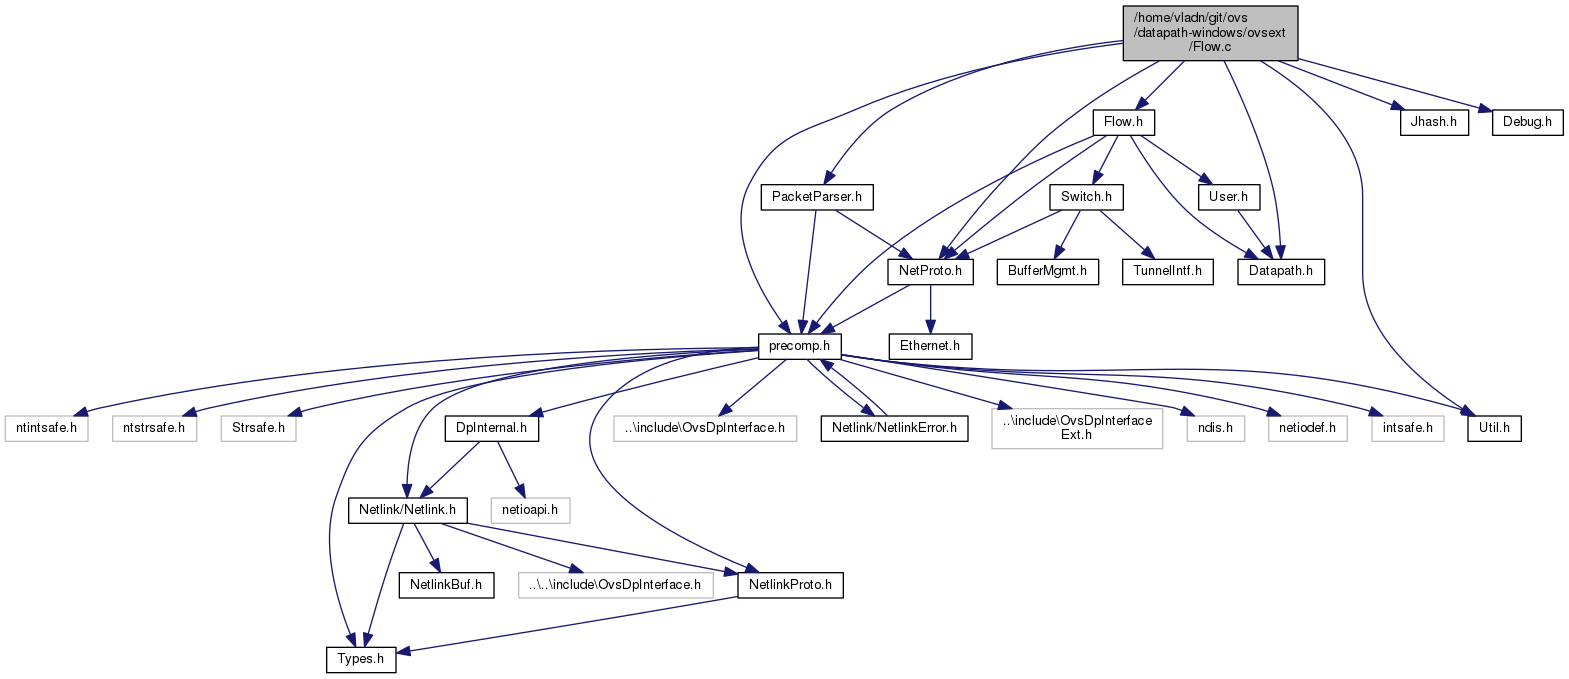 /home/vladn/git/ovs
/datapath-windows/ovsext
/Flow.c
Flow.h
Jhash.h
Debug.h
PacketParser.h
Switch.h
User.h
NetProto.h
BufferMgmt.h
TunnelIntf.h
Datapath.h
precomp.h
Ethernet.h
ntintsafe.h
ntstrsafe.h
Strsafe.h
DpInternal.h
..\include\OvsDpInterface.h
Netlink/NetlinkError.h
..\include\OvsDpInterface
Ext.h
ndis.h
netiodef.h
intsafe.h
Util.h
Netlink/Netlink.h
netioapi.h
NetlinkBuf.h
..\..\include\OvsDpInterface.h
NetlinkProto.h
Types.h